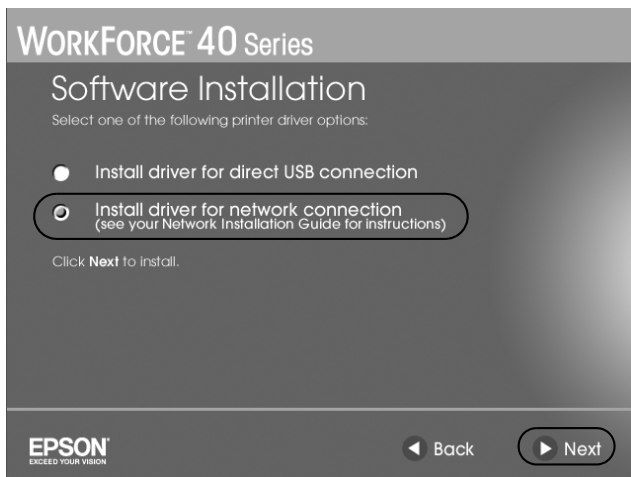 WORKFORCE™ 40 Series
Software Installation
Select one of the following printer driver options:
Install driver for direct USB connection
Install driver for network connection
(see your Network Installation Guide for instructions)
Click Next to install.
EPSON®
EXCEED YOUR VISION
Back
Next